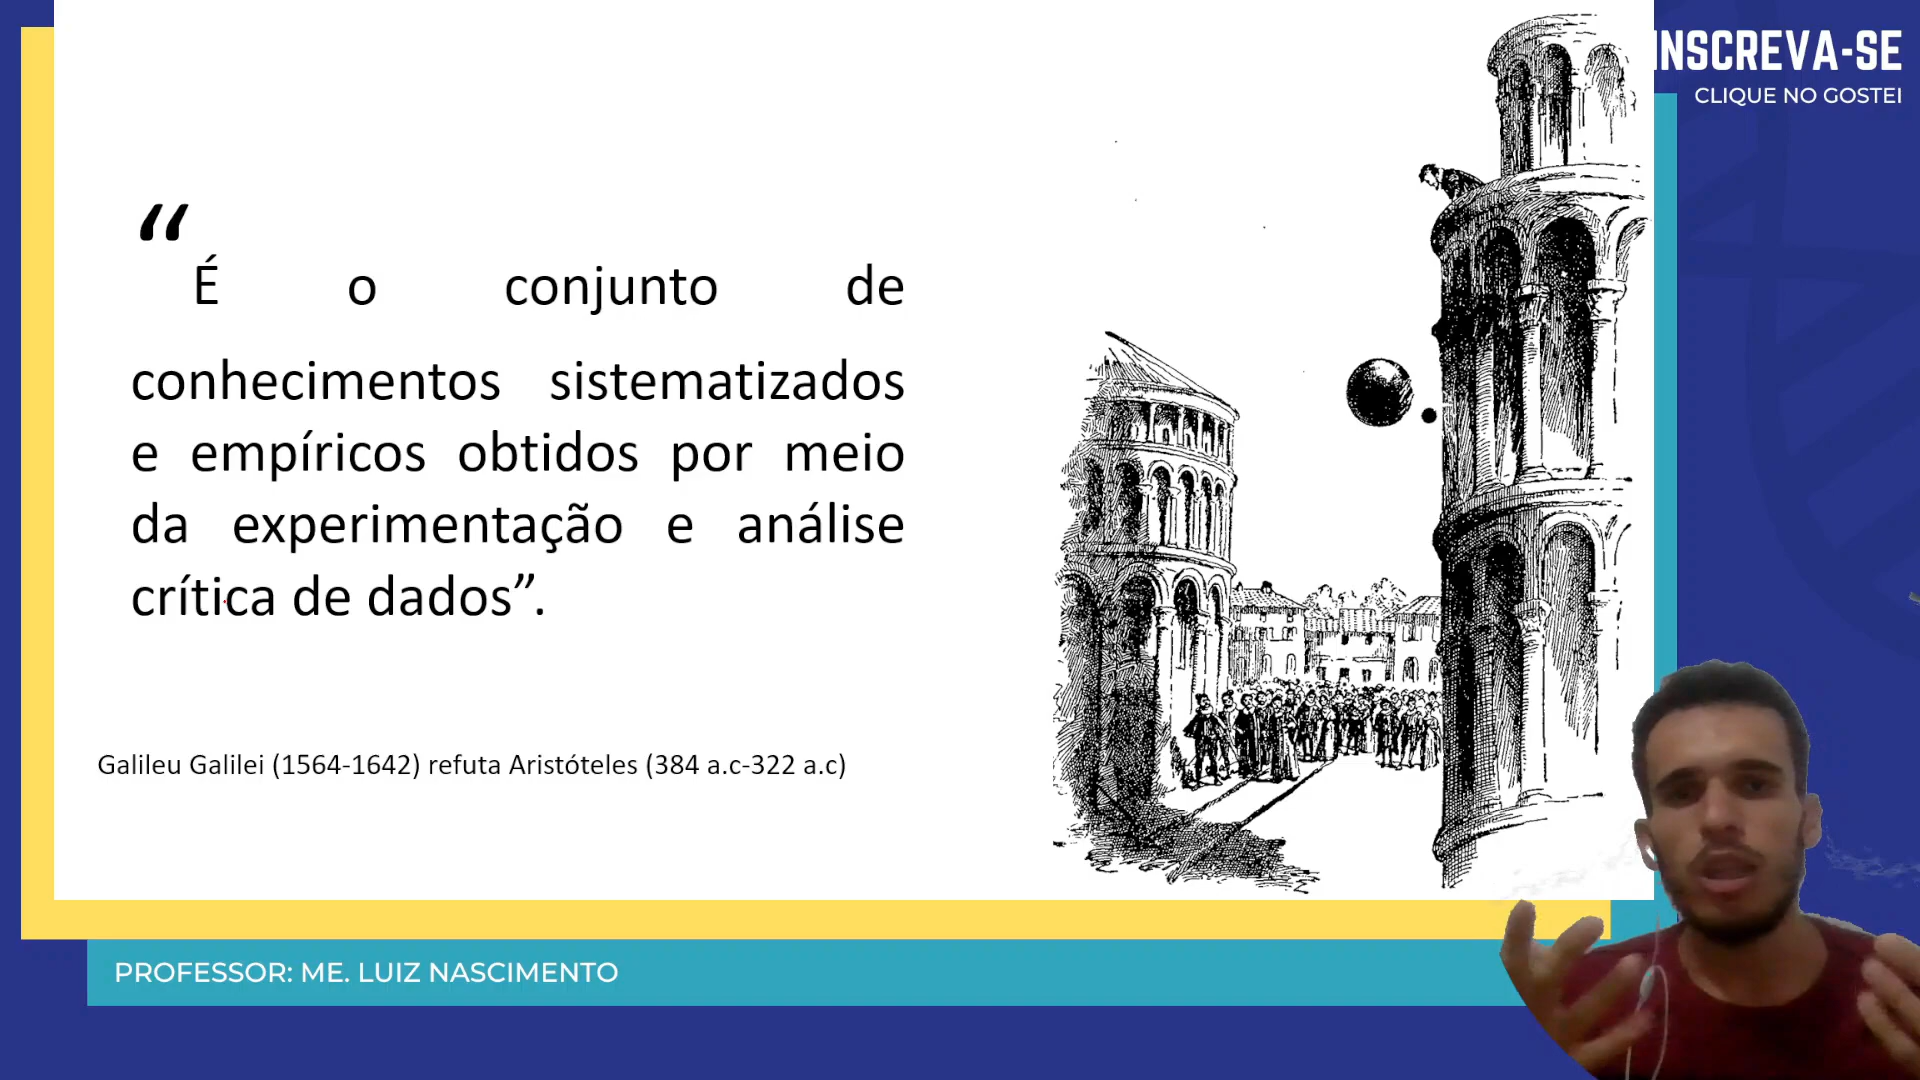 INSCREVA-SE
CLIQUE NO GOSTEI
“É o conjunto de
conhecimentos sistematizados
e empíricos obtidos por meio
da experimentação e análise
crítica de dados”.
Galileu Galilei (1564-1642) refuta Aristóteles (384 a.c-322 a.c)
PROFESSOR: ME. LUIZ NASCIMENTO